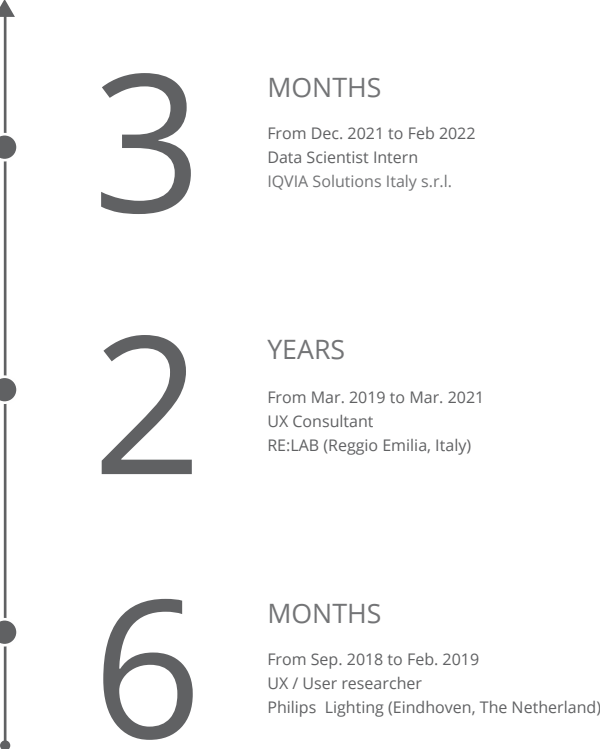 3
MONTHS
From Dec. 2021 to Feb 2022
Data Scientist Intern
IQVIA Solutions Italy s.r.l.
2
YEARS
From Mar. 2019 to Mar. 2021
UX Consultant
RE:LAB (Reggio Emilia, Italy)
6
MONTHS
From Sep. 2018 to Feb. 2019
UX / User researcher
Philips  Lighting (Eindhoven, The Netherland)